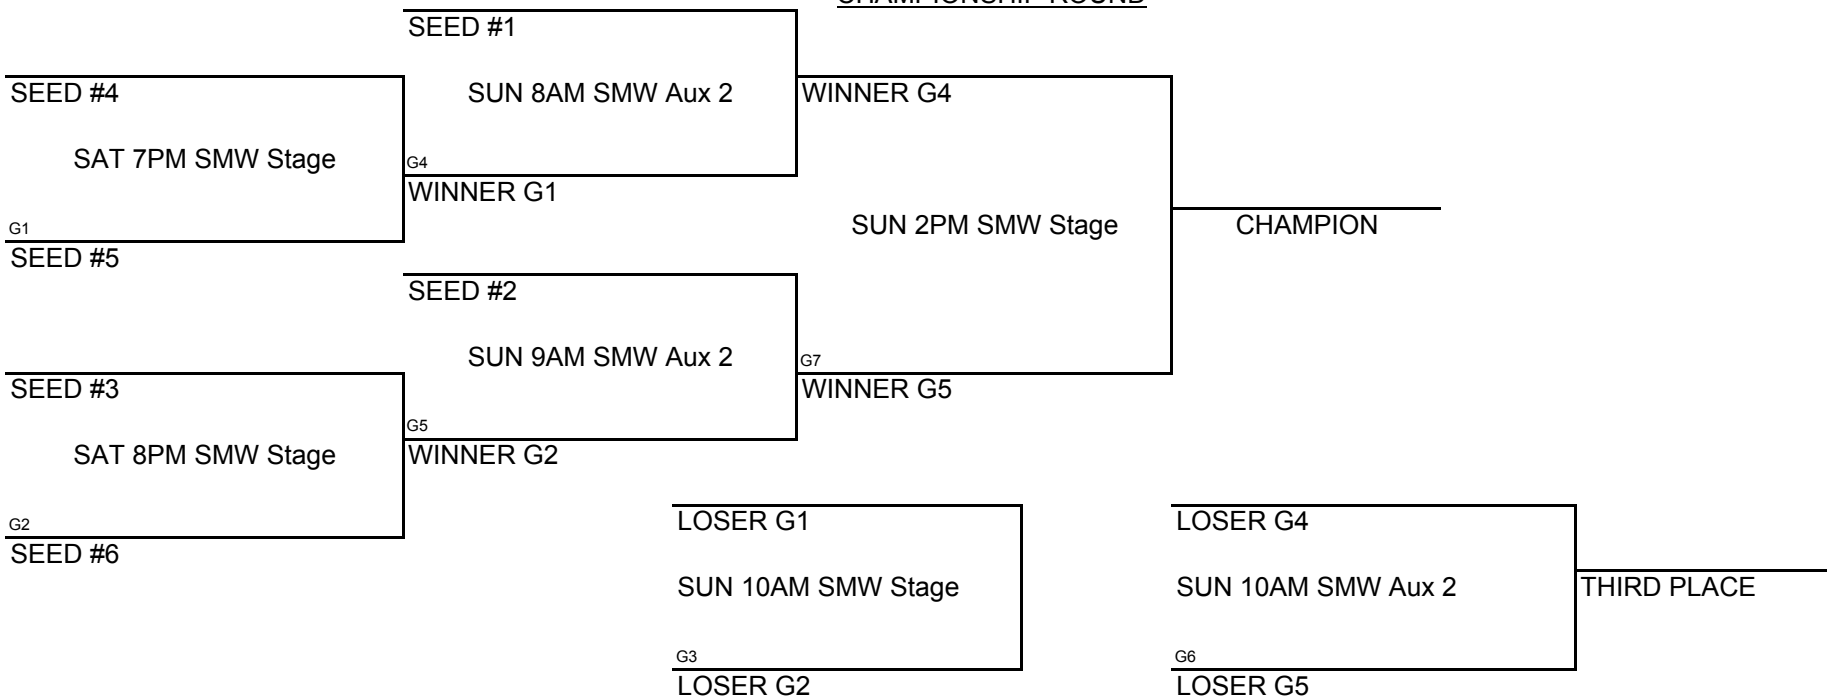 CHAMPIONSHIP ROUND
SEED #1
SEED #4
SUN 8AM SMW Aux 2
WINNER G4
SAT 7PM SMW Stage
G4
WINNER G1
G1
SUN 2PM SMW Stage
CHAMPION
SEED #5
SEED #2
SUN 9AM SMW Aux 2
G7
SEED #3
WINNER G5
G5
SAT 8PM SMW Stage
WINNER G2
G2
LOSER G1
LOSER G4
SEED #6
SUN 10AM SMW Stage
SUN 10AM SMW Aux 2
THIRD PLACE
G3
G6
LOSER G2
LOSER G5